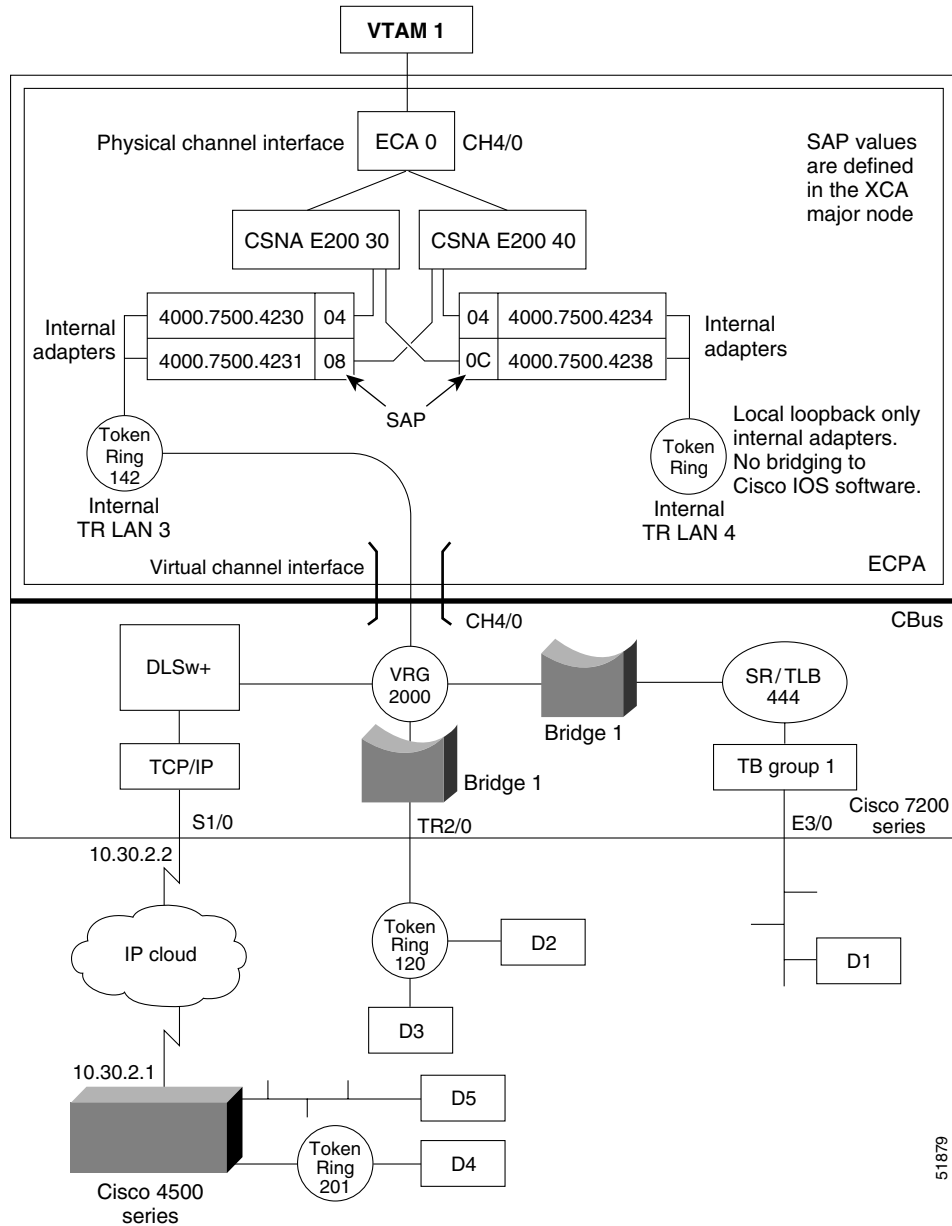 VTAM 1
Physical channel interface
ECA 0
CH4/0
SAP values
are defined
in the XCA
major node
CSNA E200 30
CSNA E200 40
Internal
adapters
4000.7500.4230
04
4000.7500.4231
08
04
4000.7500.4234
0C
4000.7500.4238
Internal
adapters
SAP
Token
Ring
142
Internal
TR LAN 3
Token
Ring
Internal
TR LAN 4
Local loopback only
internal adapters.
No bridging to
Cisco IOS software.
Virtual channel interface
ECPA
CH4/0
CBus
DLSw+
VRG
2000
Bridge 1
SR/TLB
444
TCP/IP
Bridge 1
TB group 1
S1/0
TR2/0
E3/0
Cisco 7200
series
10.30.2.2
IP cloud
Token
Ring
120
D2
D1
D3
10.30.2.1
D5
Token
Ring
201
D4
Cisco 4500
series
51879